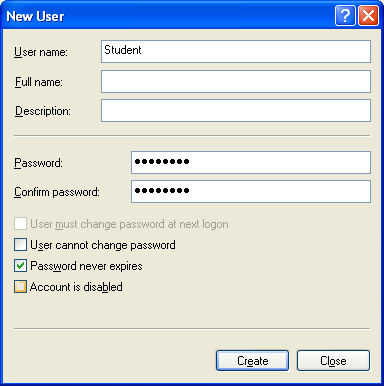 New User
User name: Student
Full name:
Description:
Password: ●●●●●●●●
Confirm password: ●●●●●●●●
User must change password at next logon
User cannot change password
Password never expires
Account is disabled
Create Close